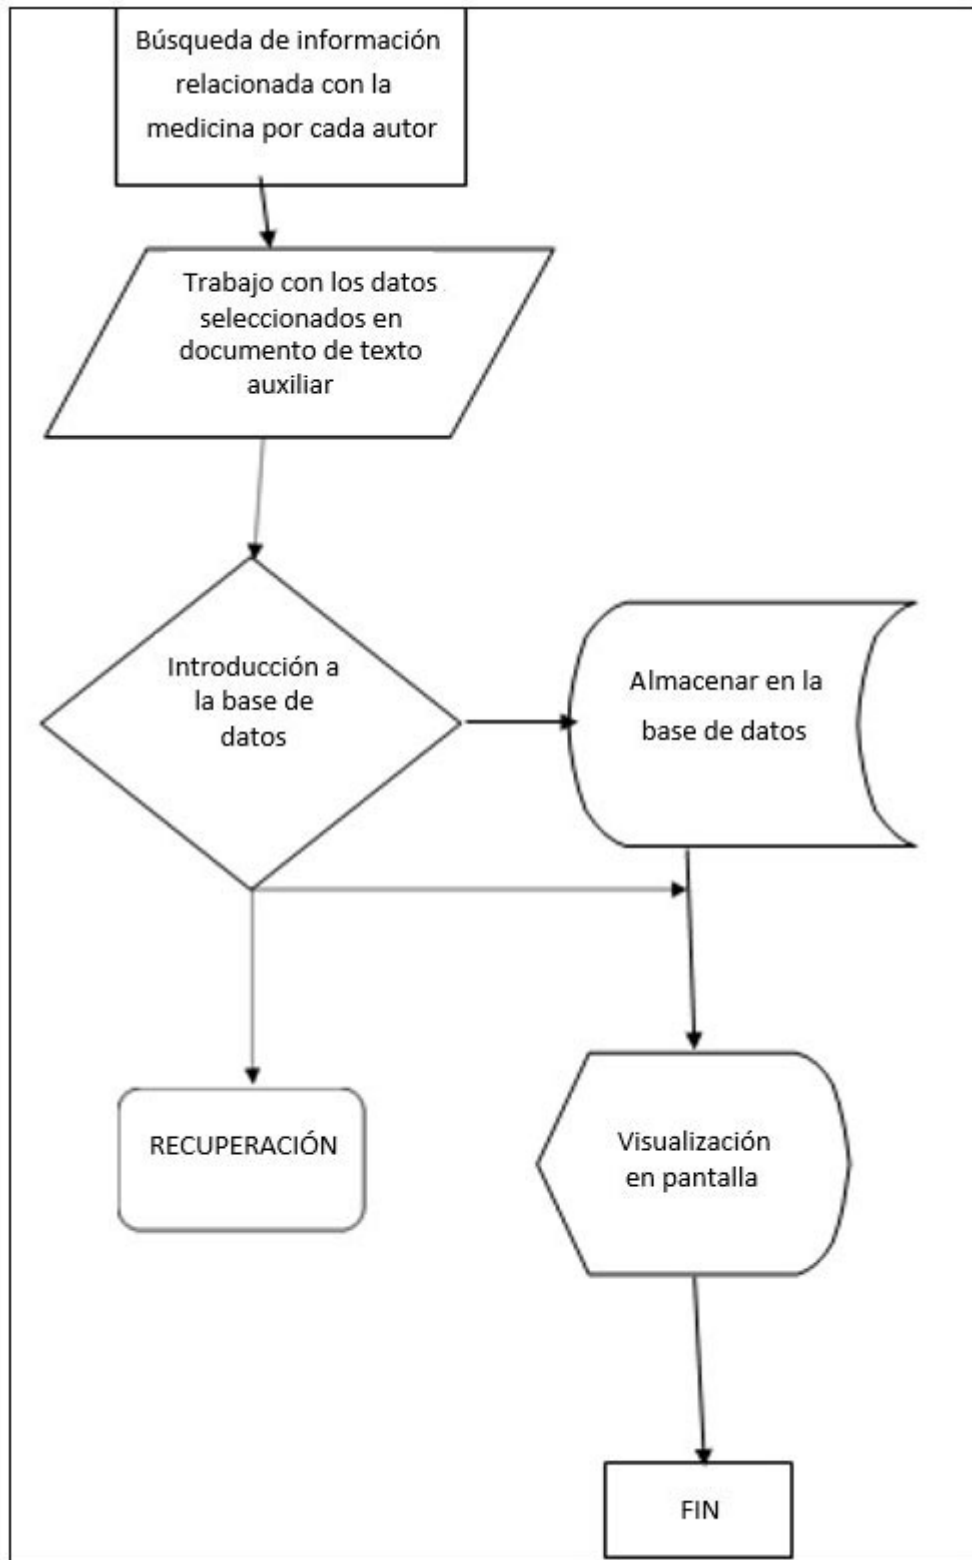 Búsqueda de información
relacionada con la
medicina por cada autor
Trabajo con los datos
seleccionados en
documento de texto
auxiliar
Introducción a
la base de
datos
Almacenar en la
base de datos
RECUPERACIÓN
Visualización
en pantalla
FIN